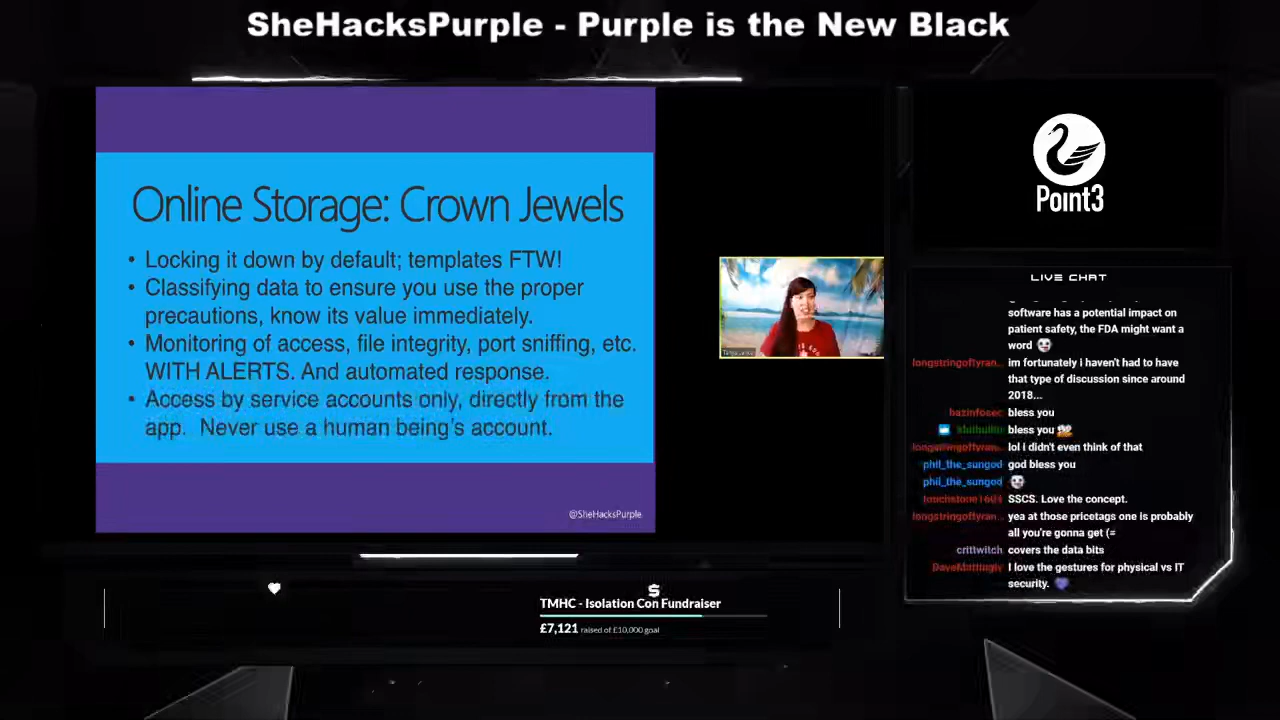 SheHacksPurple - Purple is the New Black
Online Storage: Crown Jewels
• Locking it down by default; templates FTW!
• Classifying data to ensure you use the proper
precautions, know its value immediately.
• Monitoring of access, file integrity, port sniffing, etc.
WITH ALERTS. And automated response.
• Access by service accounts only, directly from the
app. Never use a human being's account.
@SheHacksPurple
Point3
LIVE CHAT
software has a potential impact on
patient safety, the FDA might want a
word
longstringoftyran... im fortunately i haven't had to have
that type of discussion since around
2018...
hazinfosec bless you
bless you
longstringoftyran... lol i didn't even think of that
phil_the_sungod god bless you
phil_the_sungod
touchstone1604 SSCS. Love the concept.
longstringoftyran... yea at those pricetags one is probably
all you're gonna get (=
crittwitch covers the data bits
DaveMattingly I love the gestures for physical vs IT
security.
TMHC - Isolation Con Fundraiser
£7,121 raised of £10,000 goal